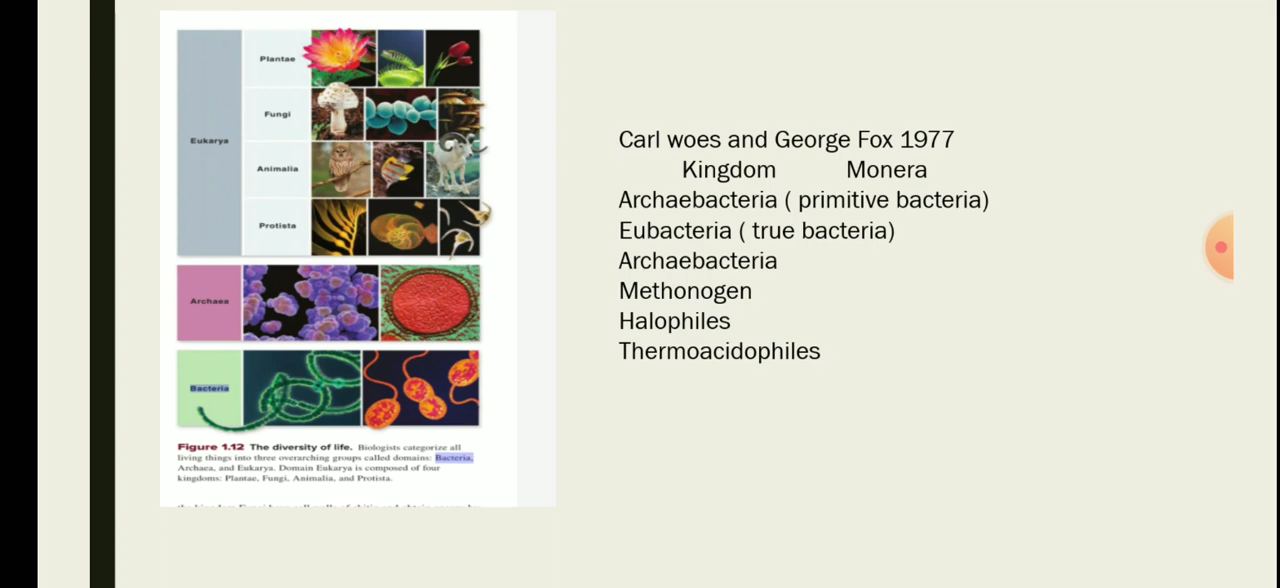 Plantae
Fungi
Eukarya
Animalia
Protista
Archaea
Bacteria
Figure 1.12 The diversity of life. Biologists categorize all
living things into three overarching groups called domains: Bacteria,
Archaea, and Eukarya. Domain Eukarya is composed of four
kingdoms: Plantae, Fungi, Animalia, and Protista.
Carl woes and George Fox 1977
Kingdom Monera
Archaebacteria ( primitive bacteria)
Eubacteria ( true bacteria)
Archaebacteria
Methonogen
Halophiles
Thermoacidophiles